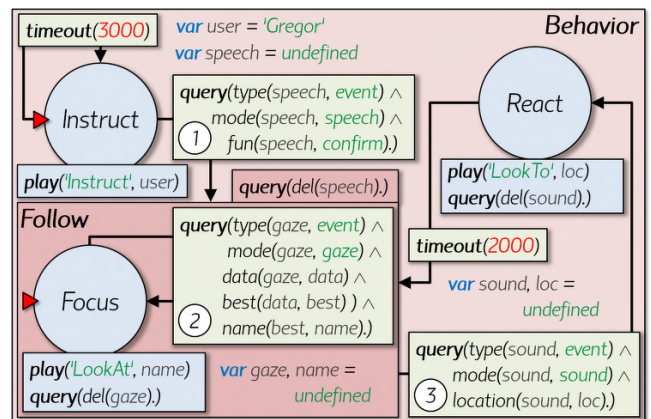 timeout(3000)
var user = 'Gregor'
var speech = undefined
Behavior
Instruct
query(type(speech, event) ∧
mode(speech, speech) ∧
fun(speech, confirm).)
1
play('Instruct', user)
React
play('LookTo', loc)
query(del(sound).)
query(del(speech).)
Follow
query(type(gaze, event) ∧
mode(gaze, gaze) ∧
data(gaze, data) ∧
best(data, best) ) ∧
name(best, name).)
2
Focus
timeout(2000)
var sound, loc =
undefined
play('LookAt', name)
query(del(gaze).)
var gaze, name =
undefined
query(type(sound, event) ∧
mode(sound, sound) ∧
location(sound, loc).)
3